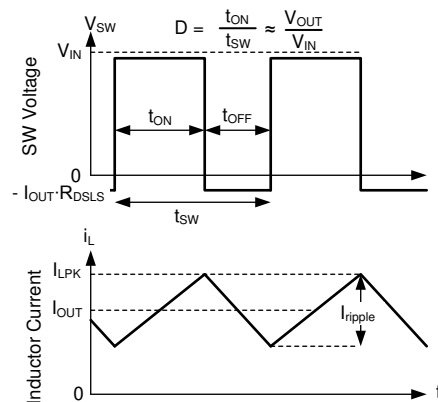 V_SW
D = t_ON / t_SW ≈ V_OUT / V_IN
V_IN
SW Voltage
t_ON
t_OFF
0
- I_OUT·R_DSLS
t_SW
i_L
I_LPK
Inductor Current
I_OUT
I_ripple
0
t